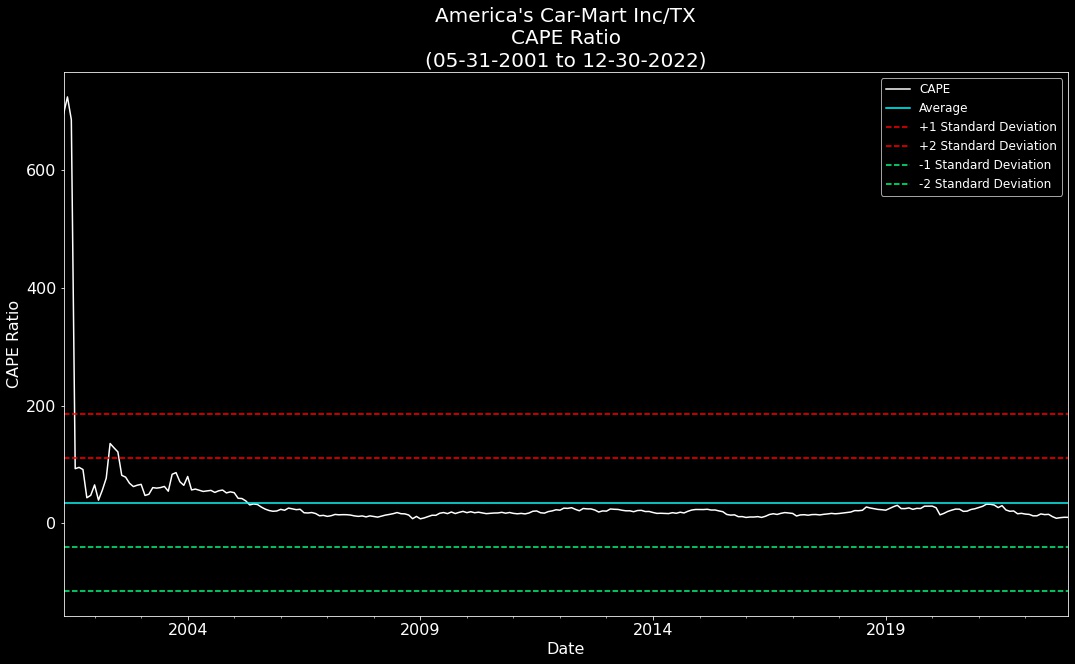 America's Car-Mart Inc/TX
CAPE Ratio
(05-31-2001 to 12-30-2022)
CAPE
Average
+1 Standard Deviation
+2 Standard Deviation
-1 Standard Deviation
-2 Standard Deviation
CAPE Ratio
600
400
200
0
2004
2009
2014
2019
Date